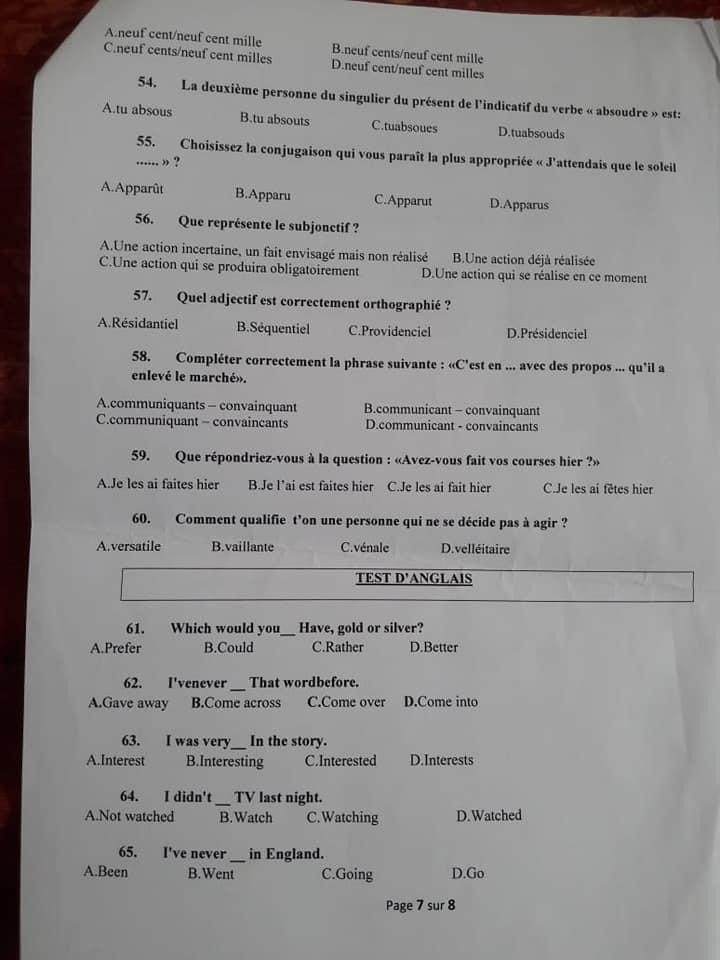 A.neuf cent/neuf cent mille
B.neuf cents/neuf cent mille
C.neuf cents/neuf cent milles
D.neuf cent/neuf cent milles
54. La deuxième personne du singulier du présent de l'indicatif du verbe « absoudre » est:
A.tu absous B.tu absouts C.tuabsoues D.tuabsouds
55. Choisissez la conjugaison qui vous paraît la plus appropriée « J'attendais que le soleil
...... » ?
A.Apparût B.Apparu C.Apparut D.Apparus
56. Que représente le subjonctif ?
A.Une action incertaine, un fait envisagé mais non réalisé B.Une action déjà réalisée
C.Une action qui se produira obligatoirement D.Une action qui se réalise en ce moment
57. Quel adjectif est correctement orthographié ?
A.Résidantiel B.Séquentiel C.Providenciel D.Présidenciel
58. Compléter correctement la phrase suivante : «C'est en ... avec des propos ... qu'il a
enlevé le marché».
A.communiquants – convainquant B.communicant – convainquant
C.communiquant – convaincants D.communicant - convaincants
59. Que répondriez-vous à la question : «Avez-vous fait vos courses hier ?»
A.Je les ai faites hier B.Je l'ai est faites hier C.Je les ai fait hier C.Je les ai fêtes hier
60. Comment qualifie t'on une personne qui ne se décide pas à agir ?
A.versatile B.vaillante C.vénale D.velléitaire
TEST D'ANGLAIS
61. Which would you__ Have, gold or silver?
A.Prefer B.Could C.Rather D.Better
62. I'venever __ That wordbefore.
A.Gave away B.Come across C.Come over D.Come into
63. I was very__ In the story.
A.Interest B.Interesting C.Interested D.Interests
64. I didn't __ TV last night.
A.Not watched B.Watch C.Watching D.Watched
65. I've never __ in England.
A.Been B.Went C.Going D.Go
Page 7 sur 8